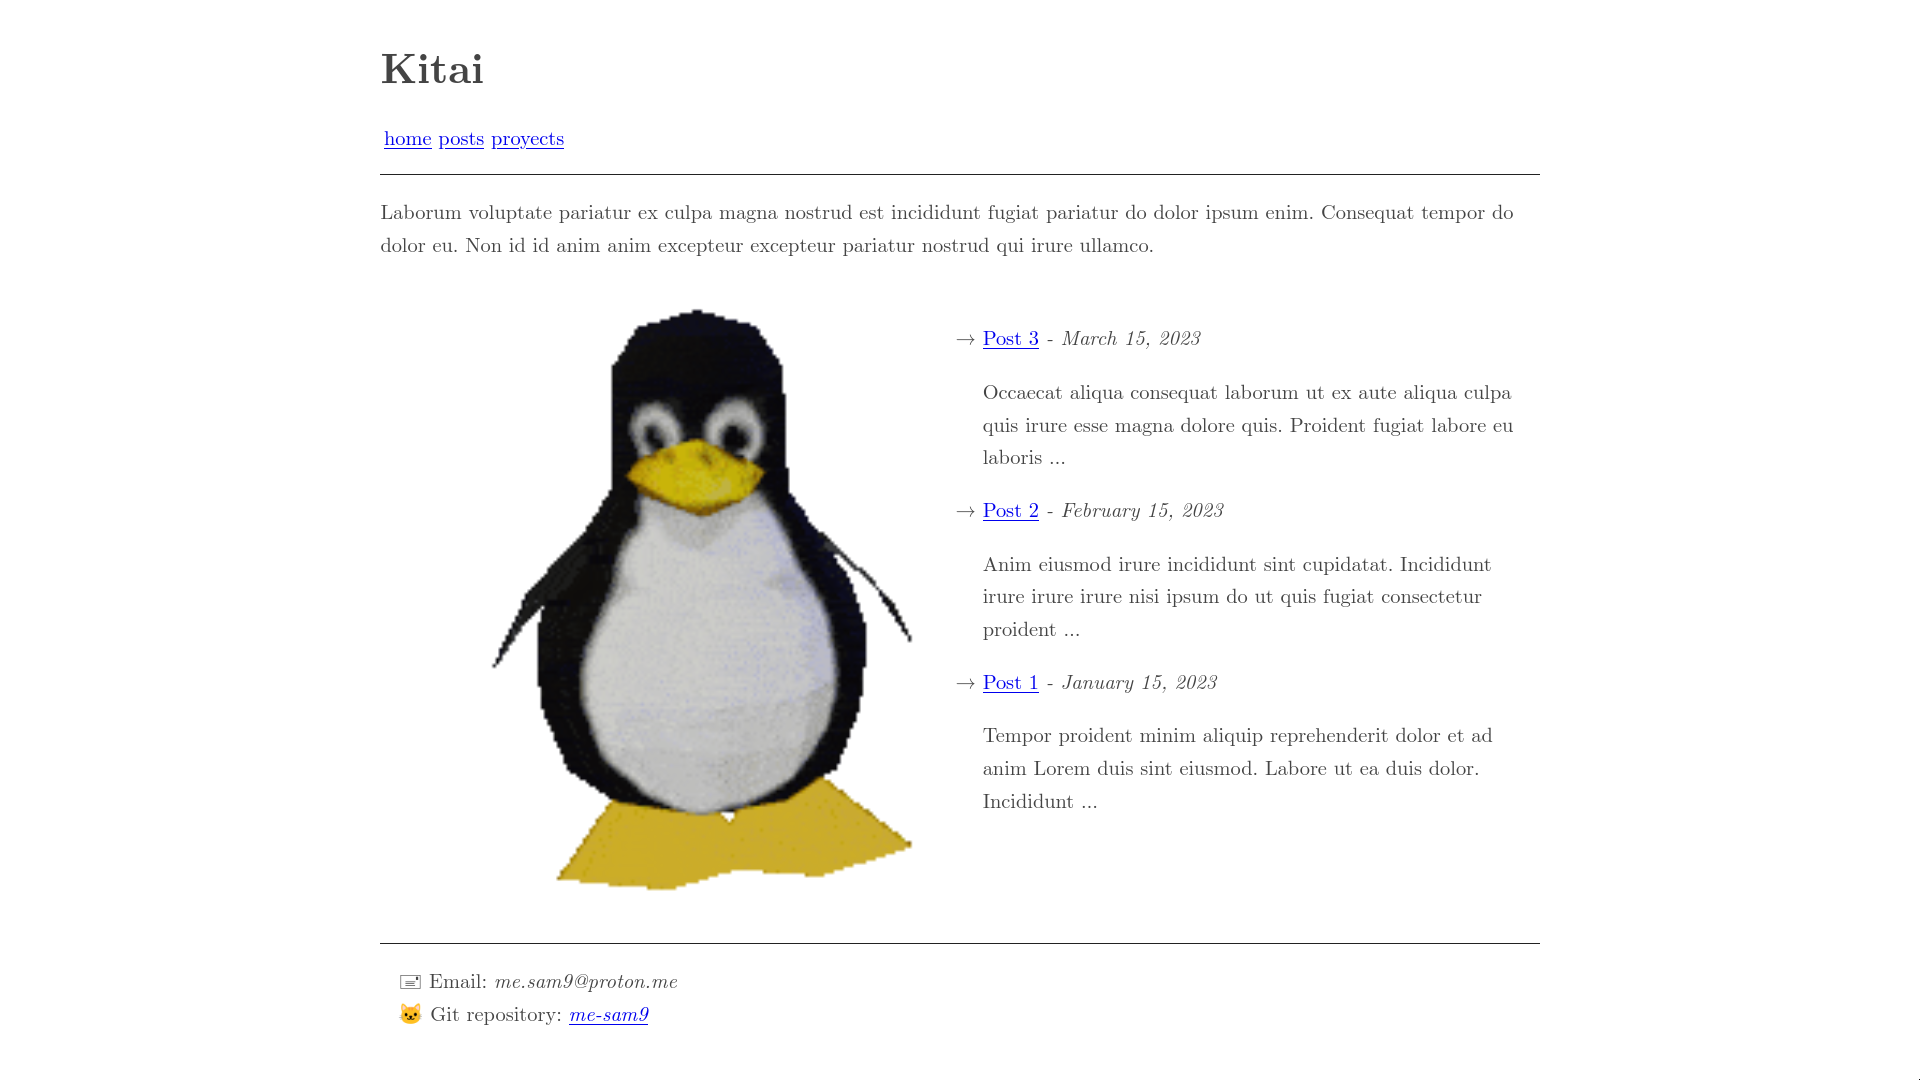 Kitai
home posts proyects
Laborum voluptate pariatur ex culpa magna nostrud est incididunt fugiat pariatur do dolor ipsum enim. Consequat tempor do
dolor eu. Non id id anim anim excepteur excepteur pariatur nostrud qui irure ullamco.
→ Post 3 - March 15, 2023
Occaecat aliqua consequat laborum ut ex aute aliqua culpa
quis irure esse magna dolore quis. Proident fugiat labore eu
laboris ...
→ Post 2 - February 15, 2023
Anim eiusmod irure incididunt sint cupidatat. Incididunt
irure irure irure nisi ipsum do ut quis fugiat consectetur
proident ...
→ Post 1 - January 15, 2023
Tempor proident minim aliquip reprehenderit dolor et ad
anim Lorem duis sint eiusmod. Labore ut ea duis dolor.
Incididunt ...
🖃 Email: me.sam9@proton.me
🐱 Git repository: me-sam9